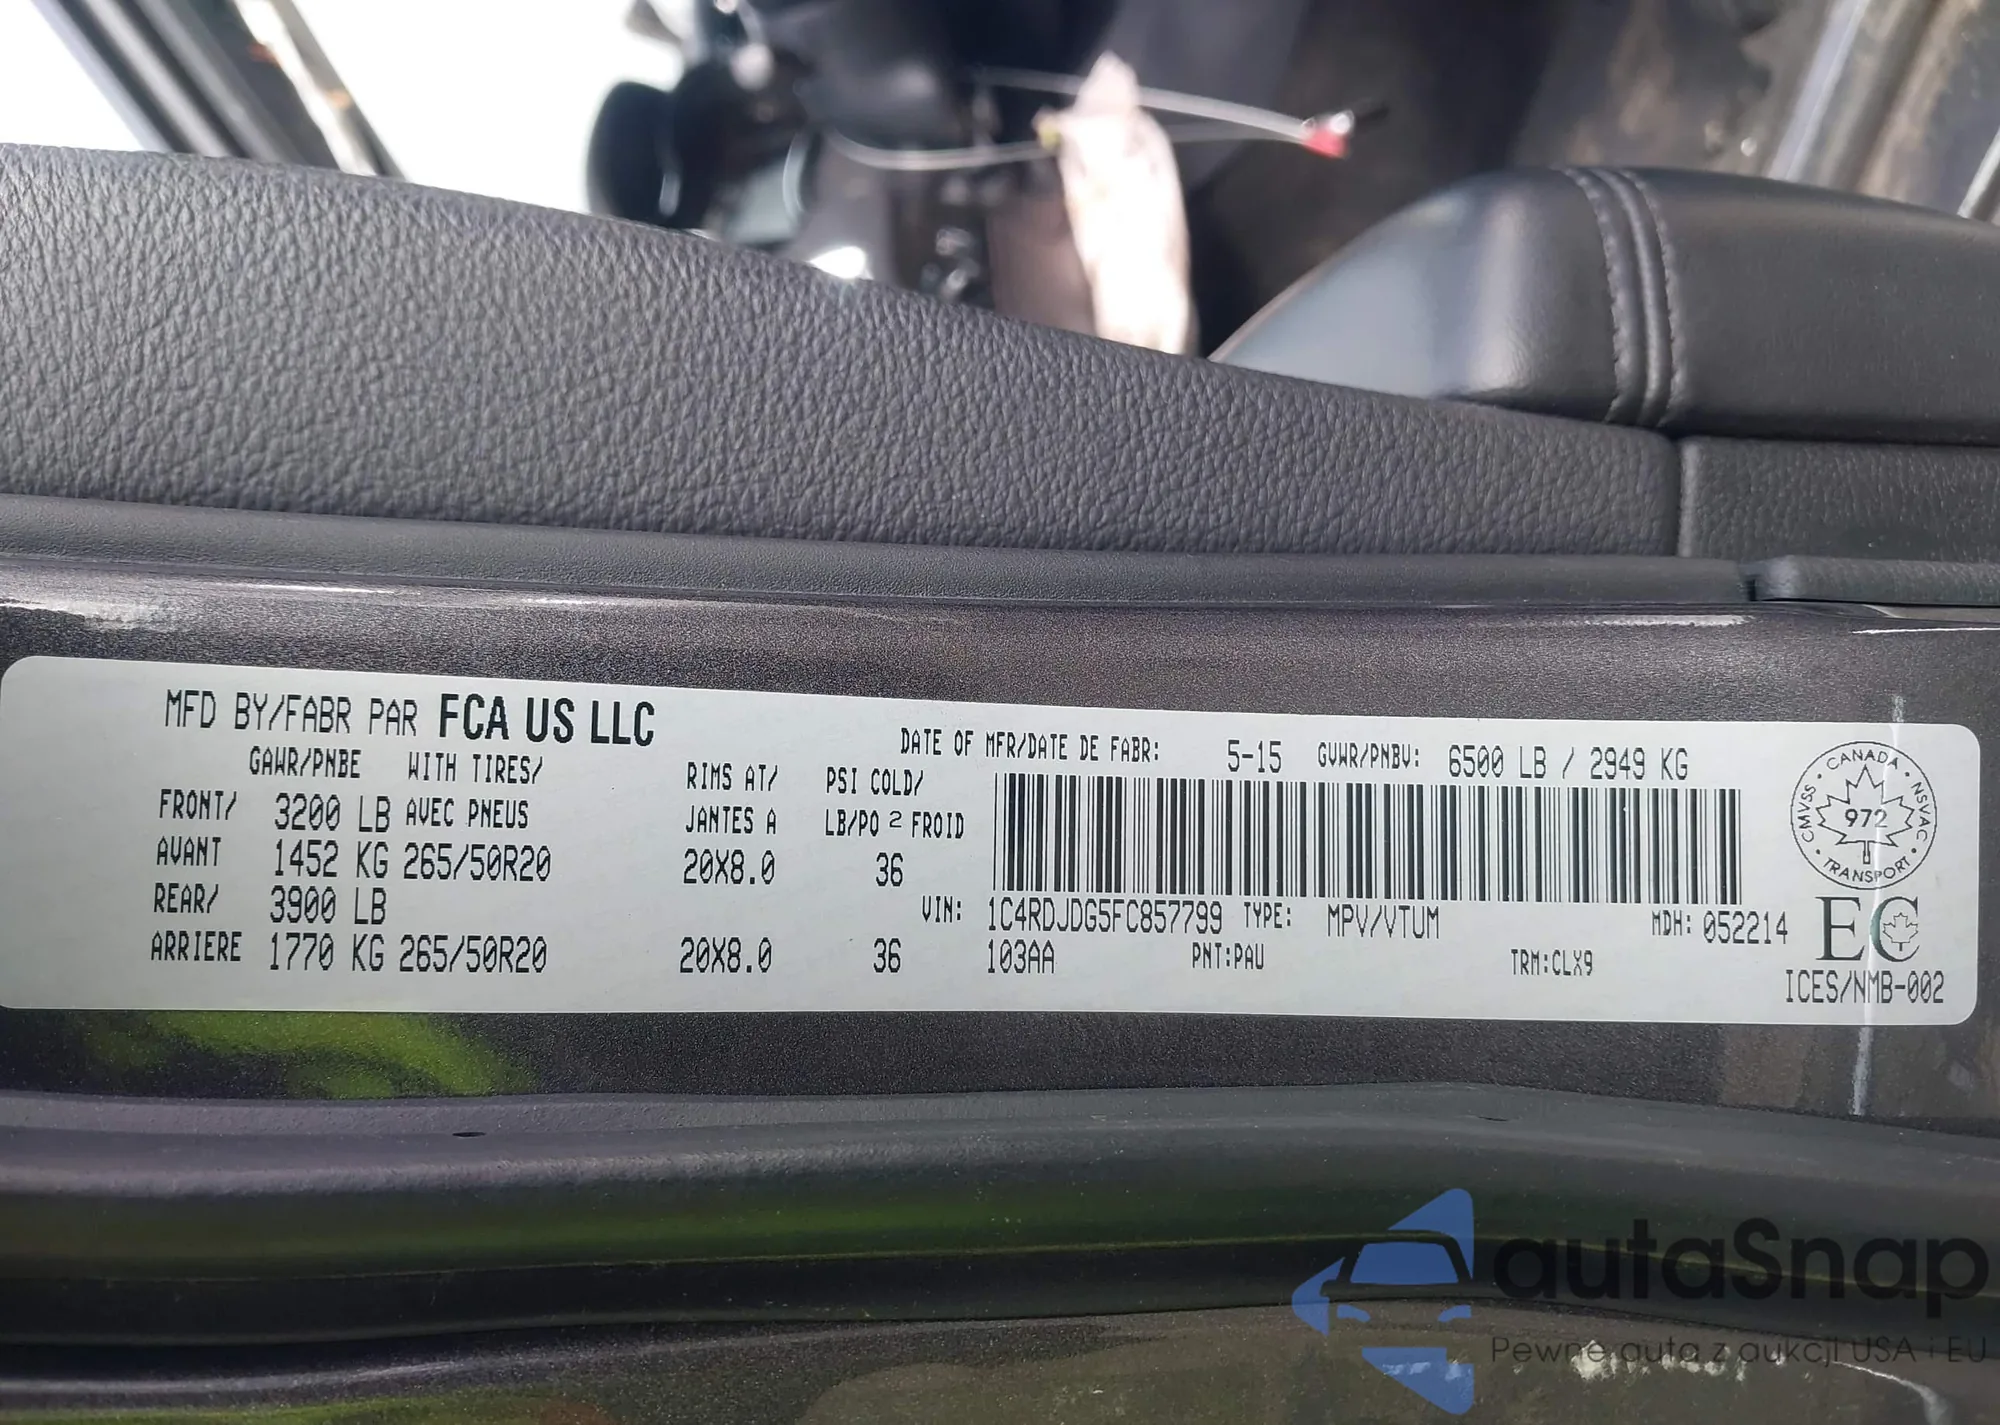 MFD BY/FABR PAR FCA US LLC
DATE OF MFR/DATE DE FABR: 5-15 GVWR/PNBV: 6500 LB / 2949 KG
GAWR/PNBE WITH TIRES/ RIMS AT/ PSI COLD/
FRONT/ 3200 LB AVEC PNEUS JANTES A LB/PO 2 FROID
AVANT 1452 KG 265/50R20 20X8.0 36
REAR/ 3900 LB
VIN: 1C4RDJDG5FC857799 TYPE: MPV/VTUM MDH: 052214
ARRIERE 1770 KG 265/50R20 20X8.0 36 103AA PNT:PAU TRM:CLX9
CANADA
CMVSS NSVAC
972
TRANSPORT
EC
ICES/NMB-002
autaSnap
Pewne auta z aukcji USA i EU